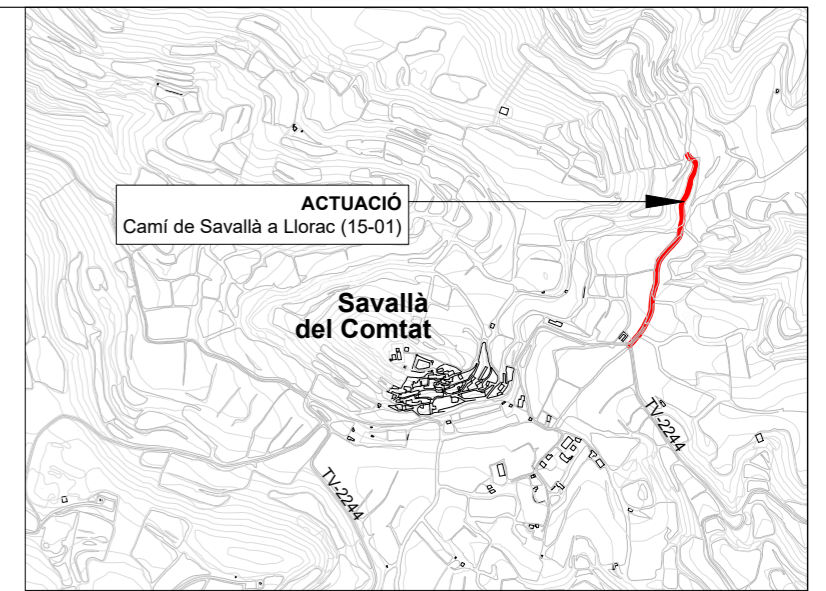 ACTUACIÓ
Camí de Savallà a Llorac (15-01)
Savallà
del Comtat
TV-2244
TV-2244